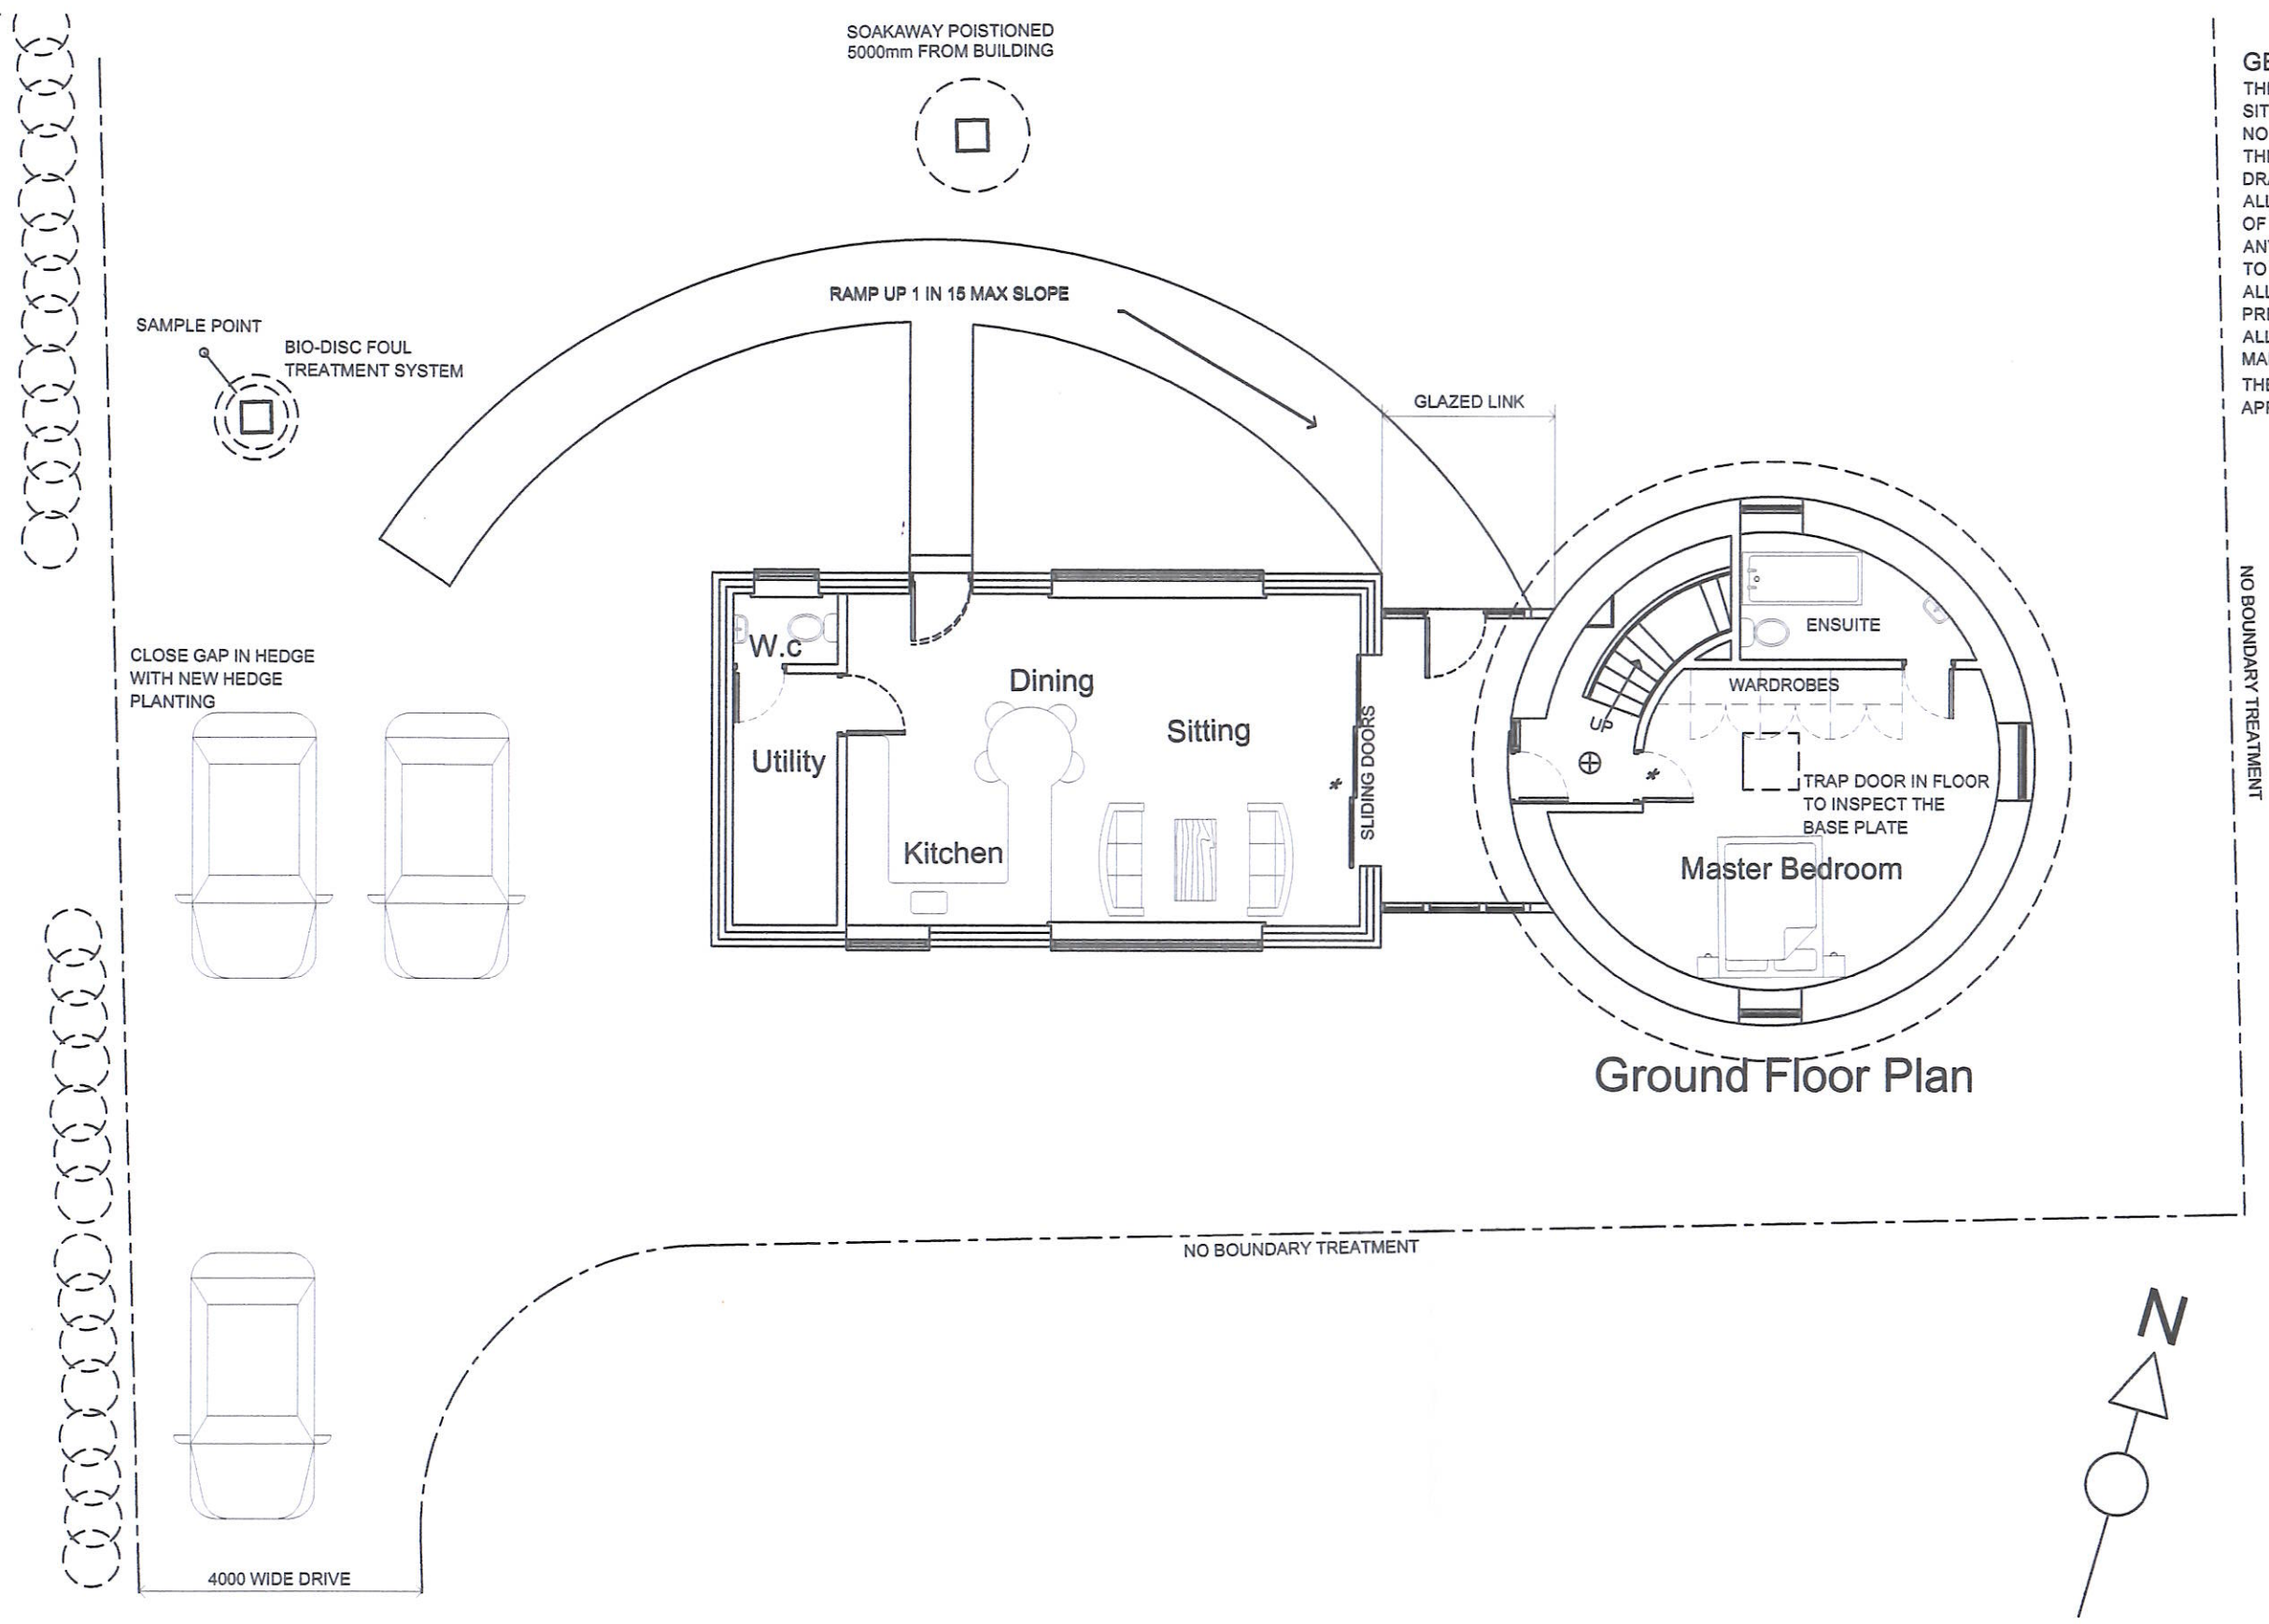 SOAKAWAY POISTIONED
5000mm FROM BUILDING
RAMP UP 1 IN 15 MAX SLOPE
SAMPLE POINT
BIO-DISC FOUL
TREATMENT SYSTEM
GLAZED LINK
CLOSE GAP IN HEDGE
WITH NEW HEDGE
PLANTING
W.c
Dining
Sitting
Utility
Kitchen
*
SLIDING DOORS
ENSUITE
WARDROBES
UP
*
TRAP DOOR IN FLOOR
TO INSPECT THE
BASE PLATE
Master Bedroom
Ground Floor Plan
NO BOUNDARY TREATMENT
NO BOUNDARY TREATMENT
4000 WIDE DRIVE
N
OF
TO